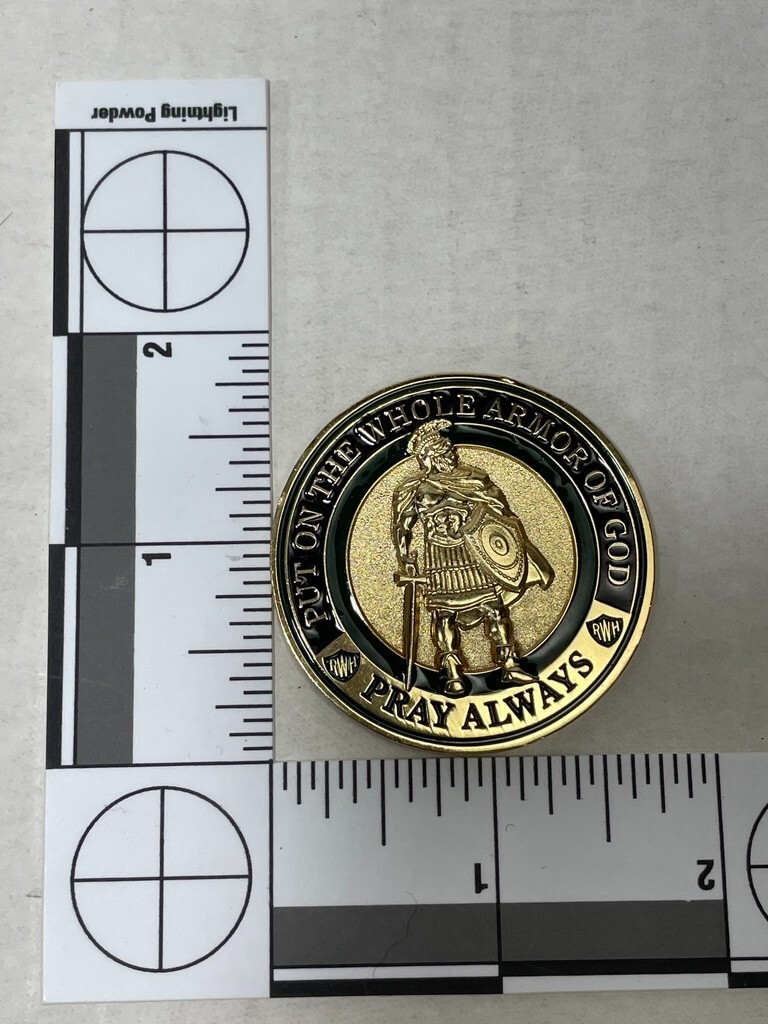 Lightning Powder
2
1
PUT ON THE WHOLE ARMOR OF GOD
RWH
RWH
PRAY ALWAYS
1
2